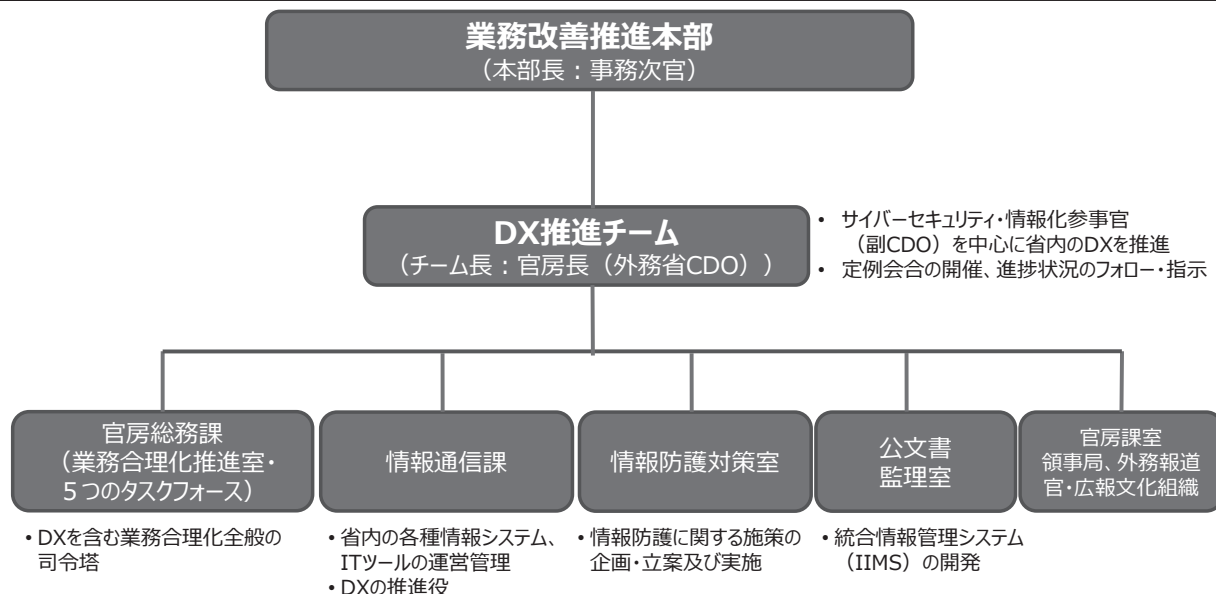 業務改善推進本部
（本部長：事務次官）
DX推進チーム
（チーム長：官房長（外務省CDO））
• サイバーセキュリティ・情報化参事官
（副CDO）を中心に省内のDXを推進
• 定例会合の開催、進捗状況のフォロー・指示
官房総務課
（業務合理化推進室・
５つのタスクフォース）
• DXを含む業務合理化全般の
司令塔
情報通信課
• 省内の各種情報システム、
ITツールの運営管理
• DXの推進役
情報防護対策室
• 情報防護に関する施策の
企画・立案及び実施
公文書
監理室
• 統合情報管理システム
（IIMS）の開発
官房課室
領事局、外務報道
官・広報文化組織